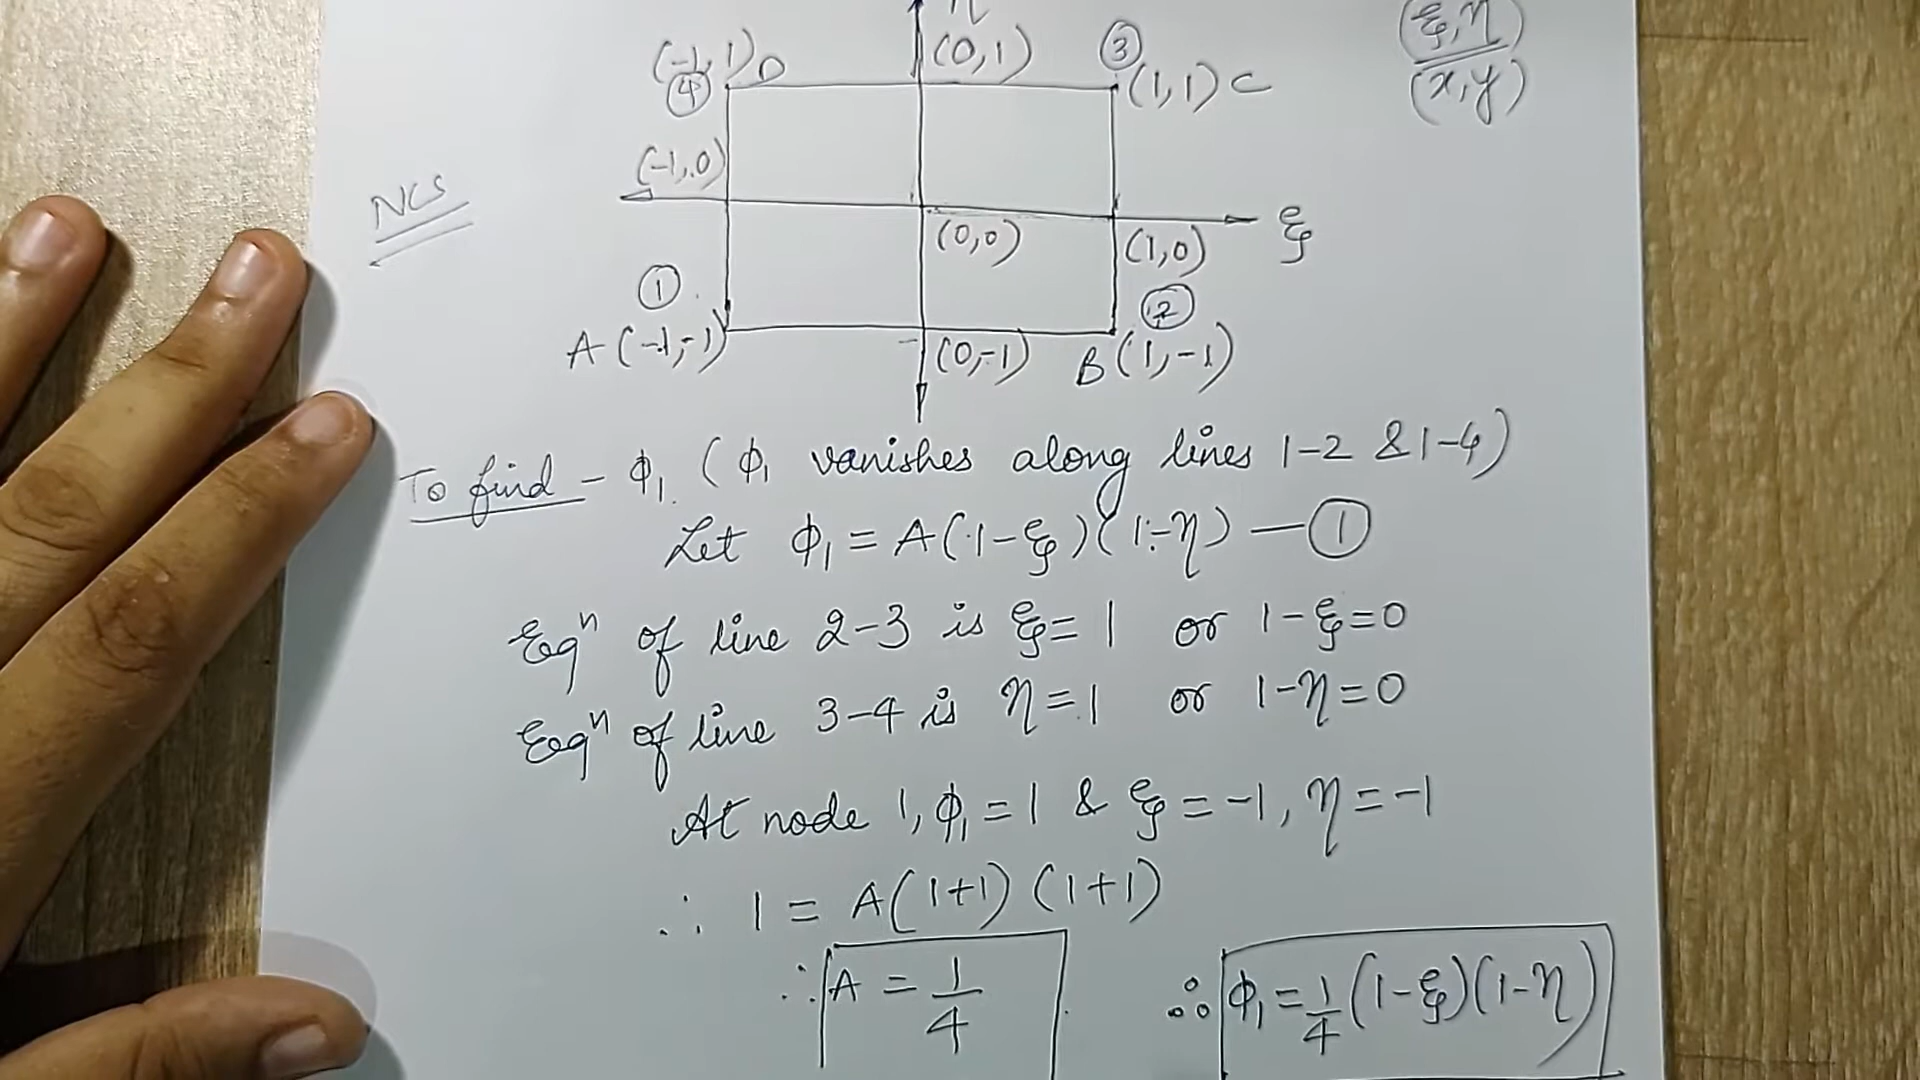 η
(-1, 1) D
(0, 1)
③
(1, 1) C
④
(ξ, η)
(x, y)
(-1, 0)
NCS
ξ
(0, 0)
(1, 0)
①
②
A (-1, -1)
(0, -1)
B (1, -1)
To find - ϕ₁ (ϕ₁ vanishes along lines 1-2 & 1-4)
Let ϕ₁ = A(1-ξ)(1-η) — ①
Eqⁿ of line 2-3 is ξ = 1 or 1-ξ=0
Eqⁿ of line 3-4 is η = 1 or 1-η=0
At node 1, ϕ₁ = 1 & ξ = -1, η = -1
∴ 1 = A(1+1) (1+1)
∴ A = 1/4 ∴ ϕ₁ = 1/4 (1-ξ)(1-η)